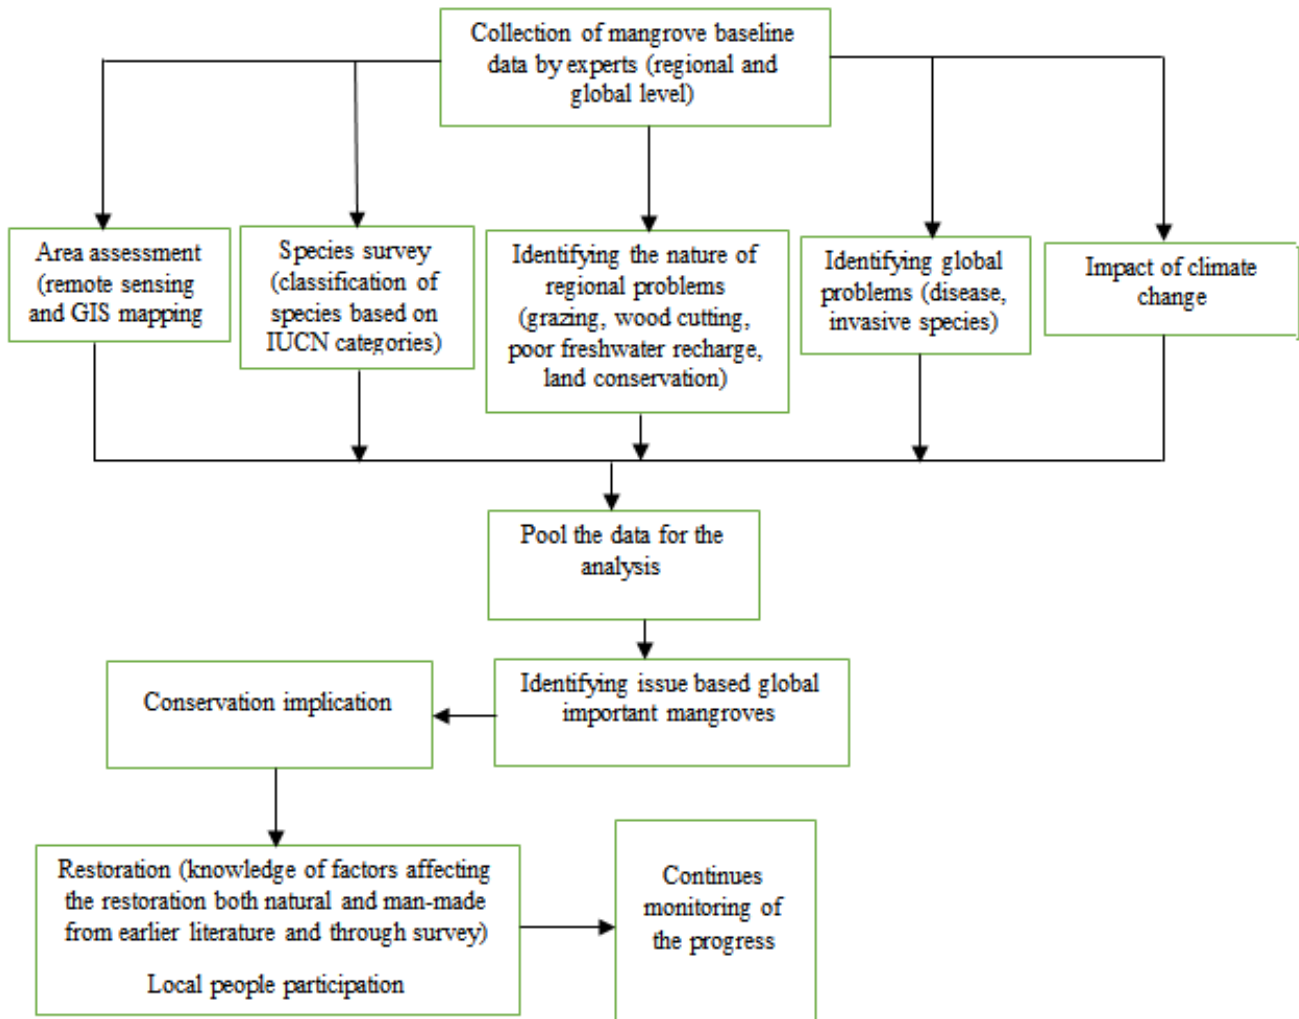 Collection of mangrove baseline
data by experts (regional and
global level)
Area assessment
(remote sensing
and GIS mapping
Species survey
(classification of
species based on
IUCN categories)
Identifying the nature of
regional problems
(grazing, wood cutting,
poor freshwater recharge,
land conservation)
Identifying global
problems (disease,
invasive species)
Impact of climate
change
Pool the data for the
analysis
Identifying issue based global
important mangroves
Conservation implication
Restoration (knowledge of factors affecting
the restoration both natural and man-made
from earlier literature and through survey)
Local people participation
Continues
monitoring of
the progress